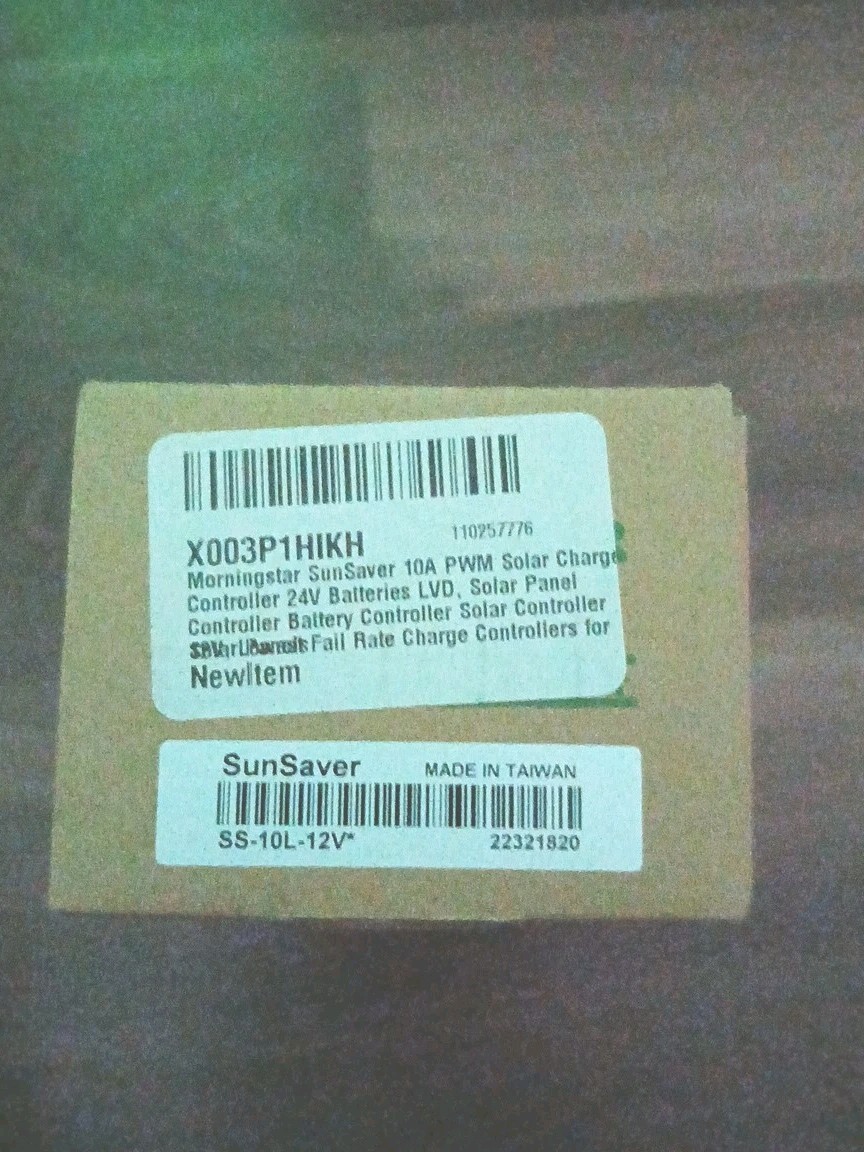 X003P1HIKH
110257776
Morningstar SunSaver 10A PWM Solar Charge
Controller 24V Batteries LVD, Solar Panel
Controller Battery Controller Solar Controller
Fail Rate Charge Controllers for
NewItem
SunSaver MADE IN TAIWAN
SS-10L-12V* 22321820